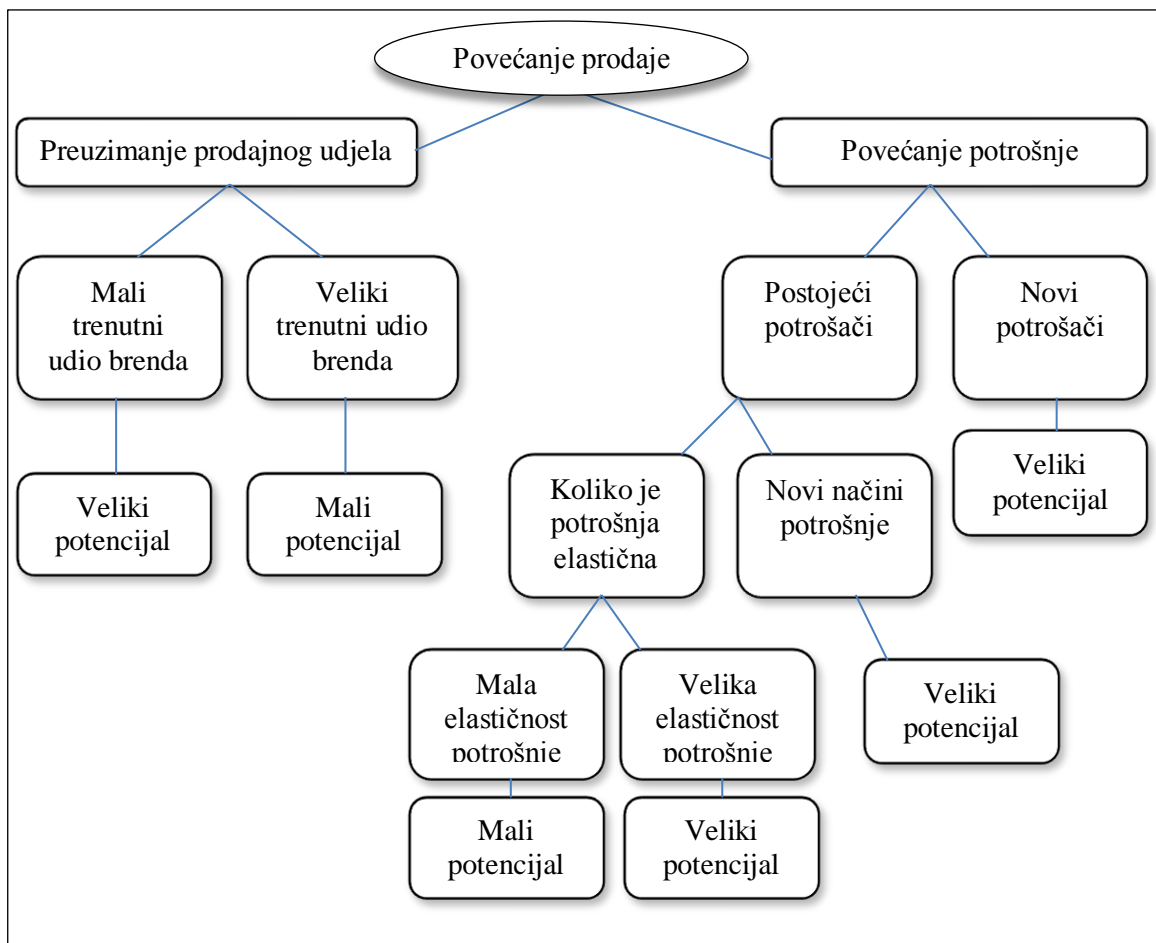 Povećanje prodaje
Preuzimanje prodajnog udjela
Povećanje potrošnje
Mali
trenutni
udio brenda
Veliki
trenutni udio
brenda
Postojeći
potrošači
Novi
potrošači
Veliki
potencijal
Mali
potencijal
Koliko je
potrošnja
elastična
Novi načini
potrošnje
Veliki
potencijal
Mala
elastičnost
potrošnje
Velika
elastičnost
potrošnje
Veliki
potencijal
Mali
potencijal
Veliki
potencijal